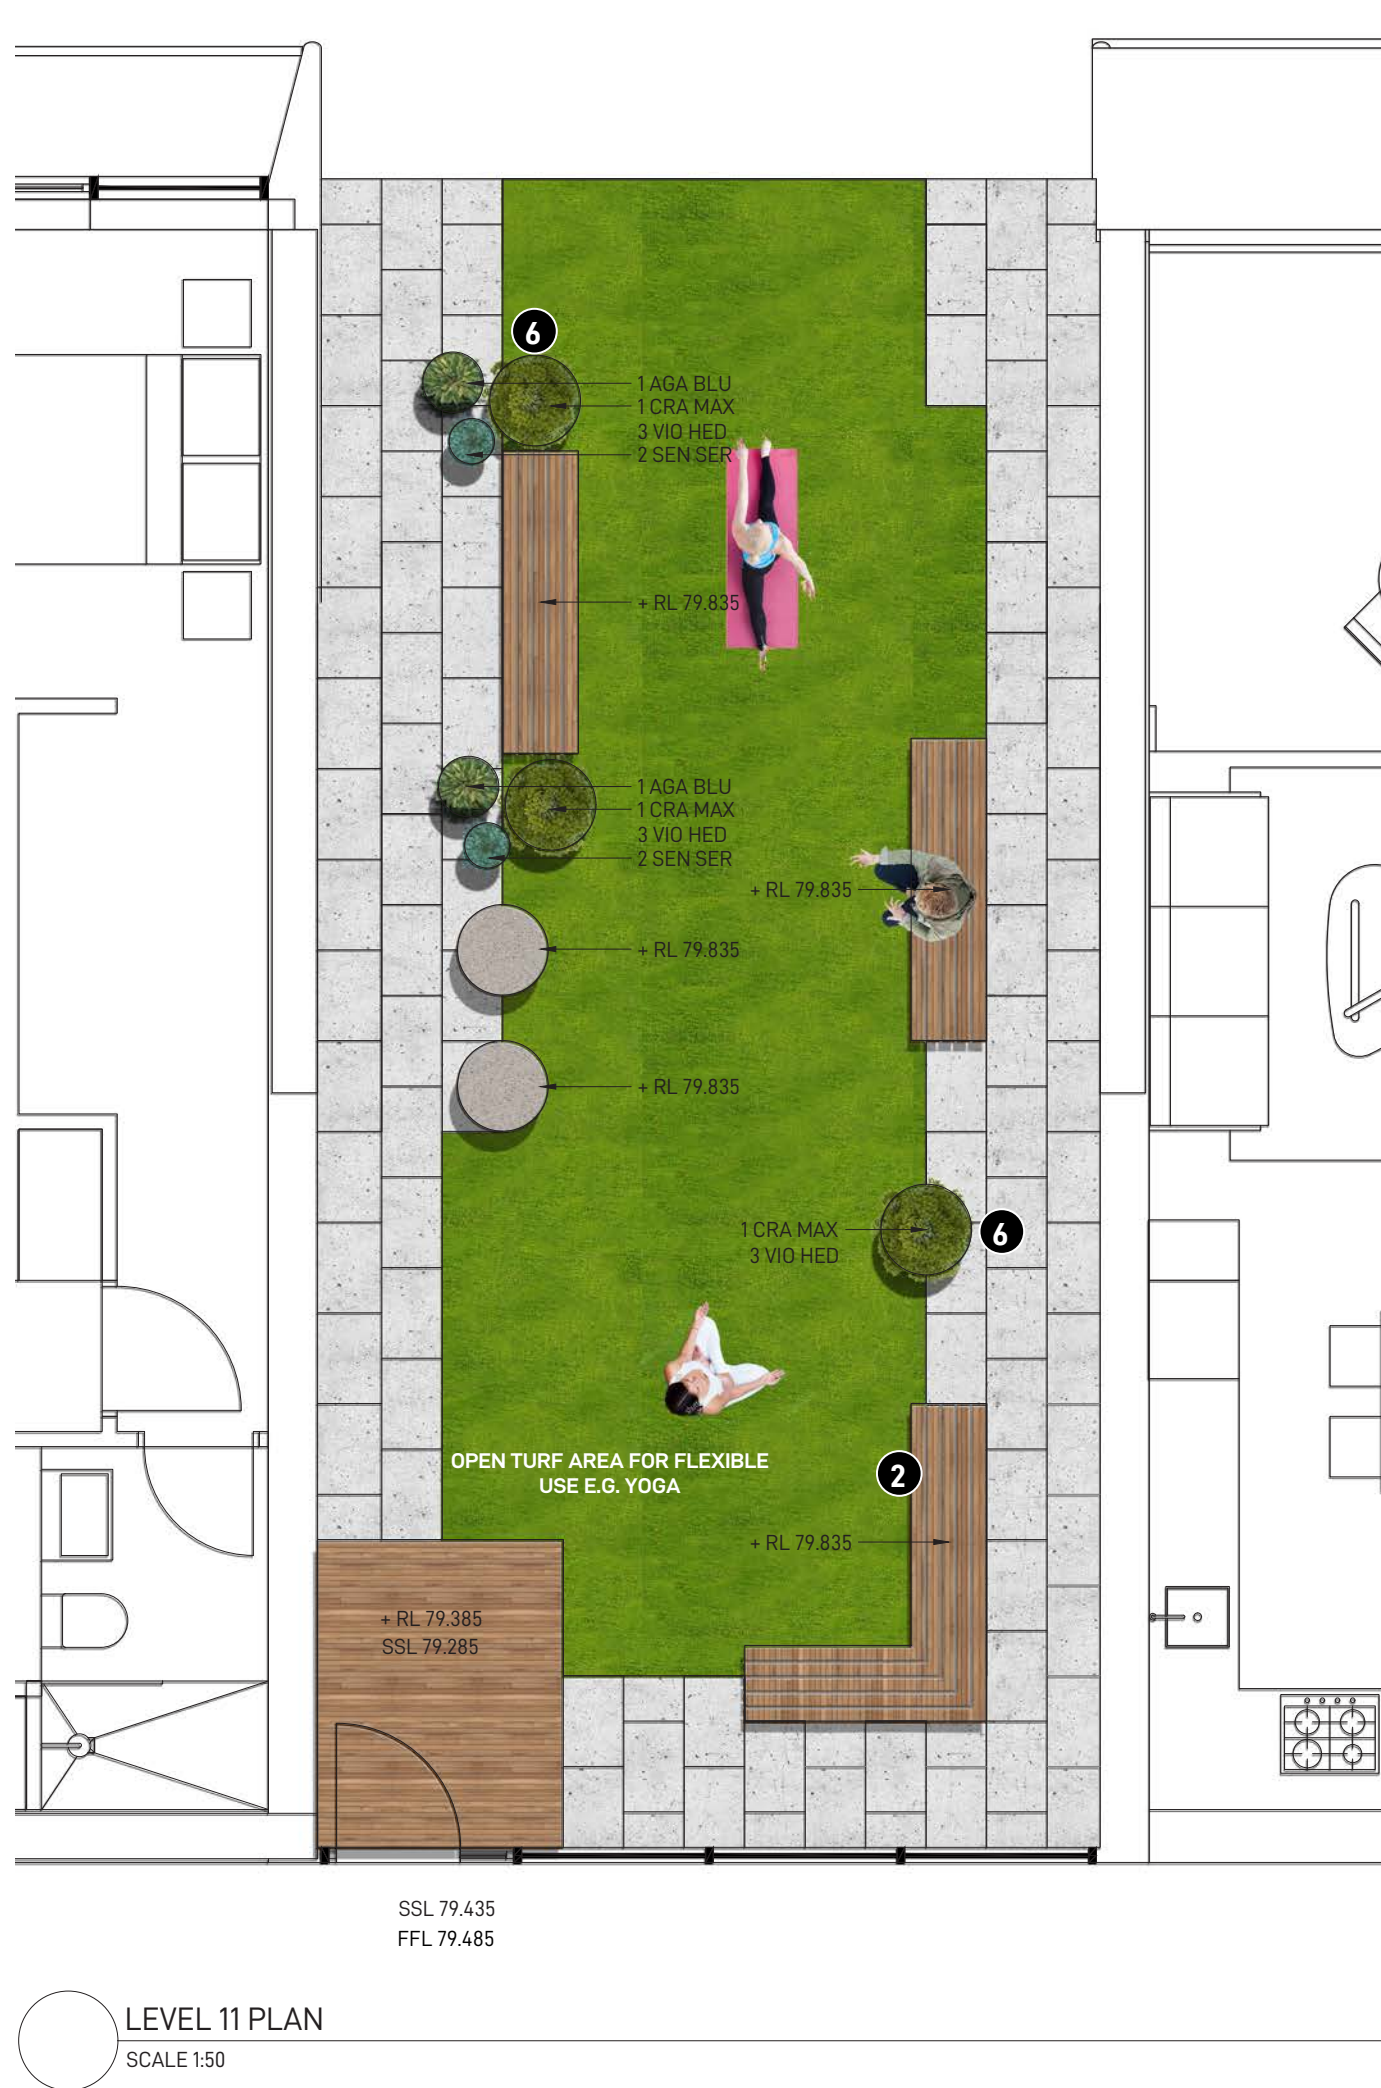 6
1 AGA BLU
1 CRA MAX
3 VIO HED
2 SEN SER
+ RL 79.835
1 AGA BLU
1 CRA MAX
3 VIO HED
2 SEN SER
+ RL 79.835
+ RL 79.835
+ RL 79.835
1 CRA MAX
3 VIO HED
6
OPEN TURF AREA FOR FLEXIBLE
USE E.G. YOGA
2
+ RL 79.835
+ RL 79.385
SSL 79.285
SSL 79.435
FFL 79.485
LEVEL 11 PLAN
SCALE 1:50